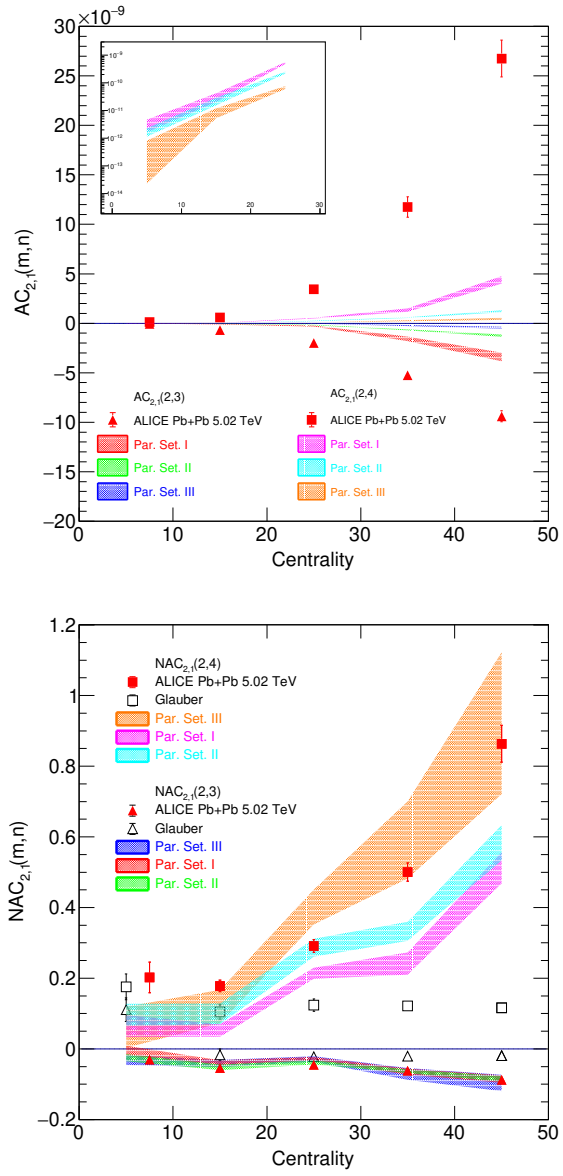 ×10⁻⁹
30
25
20
15
10
5
0
−5
−10
−15
−20
AC₂,₁(m,n)
10⁻⁹
10⁻¹⁰
10⁻¹¹
10⁻¹²
10⁻¹³
10⁻¹⁴
0 10 20 30
AC₂,₁(2,3) AC₂,₁(2,4)
ALICE Pb+Pb 5.02 TeV ALICE Pb+Pb 5.02 TeV
Par. Set. I Par. Set. I
Par. Set. II Par. Set. II
Par. Set. III Par. Set. III
0 10 20 30 40 50
Centrality
1.2
1
0.8
0.6
0.4
0.2
0
−0.2
NAC₂,₁(m,n)
NAC₂,₁(2,4)
ALICE Pb+Pb 5.02 TeV
Glauber
Par. Set. III
Par. Set. I
Par. Set. II
NAC₂,₁(2,3)
ALICE Pb+Pb 5.02 TeV
Glauber
Par. Set. III
Par. Set. I
Par. Set. II
0 10 20 30 40 50
Centrality